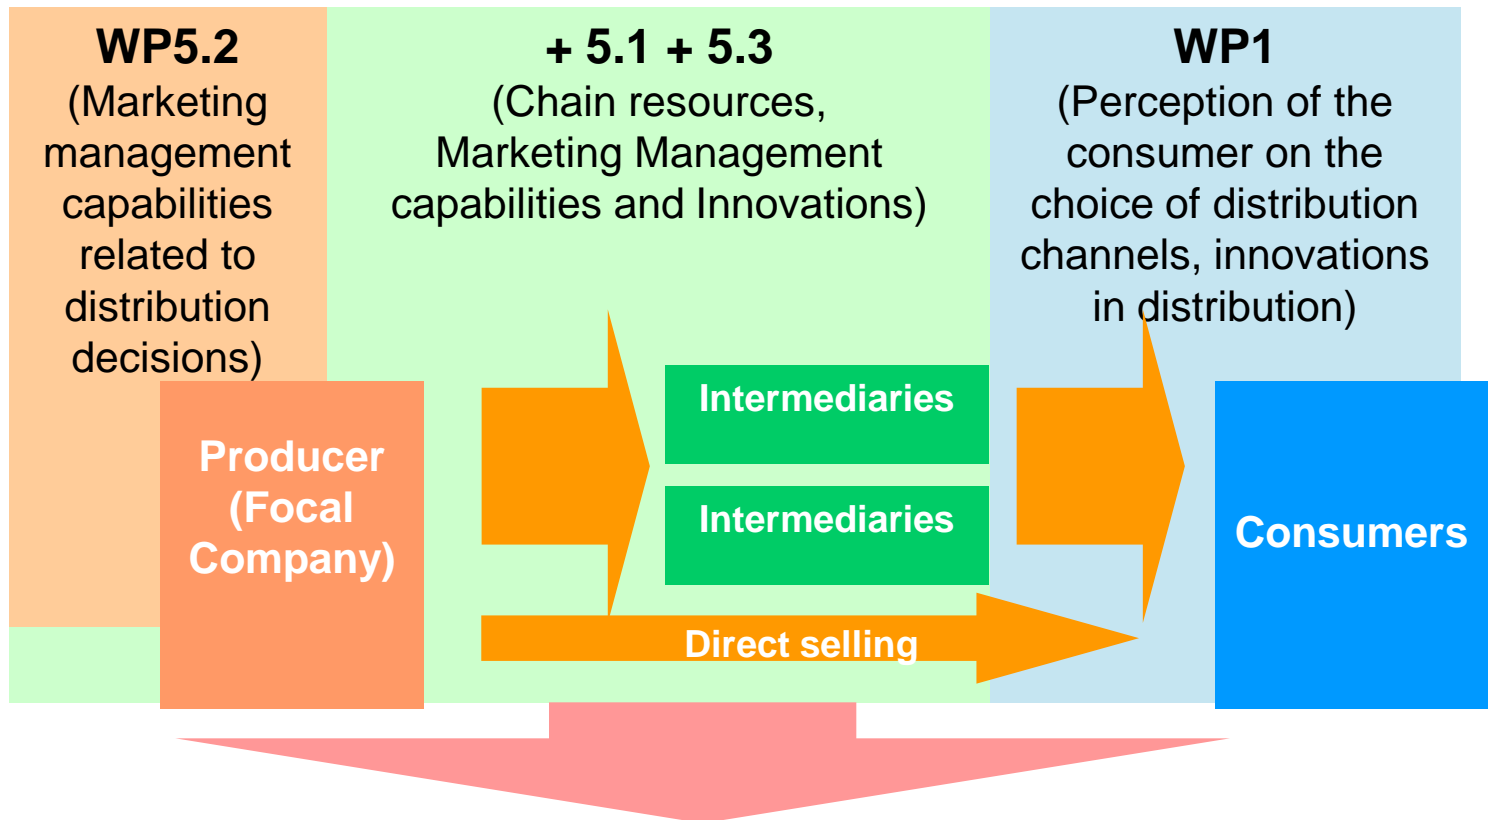 WP5.2
(Marketing
management
capabilities
related to
distribution
decisions)
+ 5.1 + 5.3
(Chain resources,
Marketing Management
capabilities and Innovations)
WP1
(Perception of the
consumer on the
choice of distribution
channels, innovations
in distribution)
Producer
(Focal
Company)
Intermediaries
Intermediaries
Direct selling
Consumers